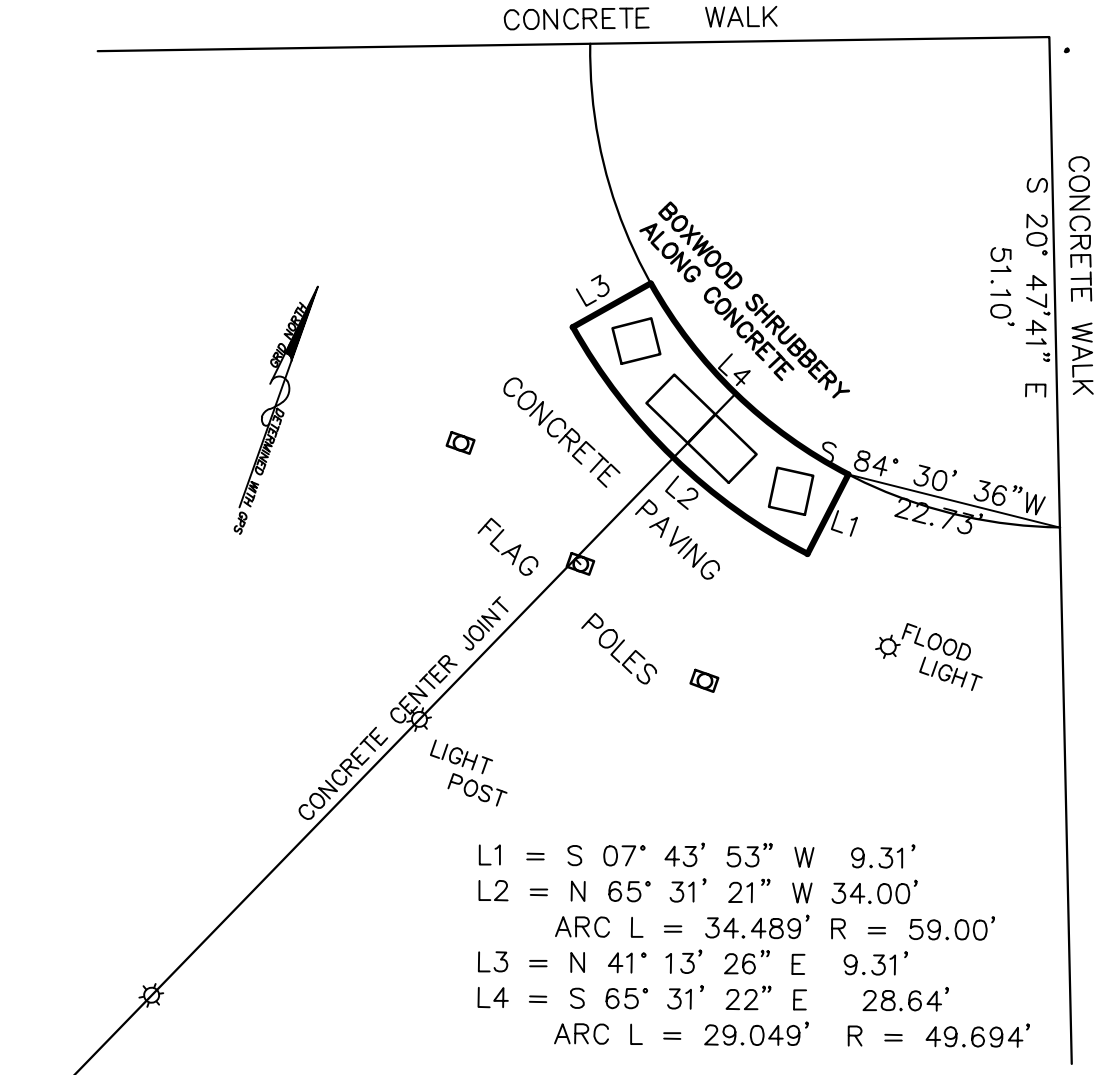 CONCRETE WALK
CONCRETE WALK
S 20° 47' 41" E
51.10'
BOXWOOD SHRUBBERY
ALONG CONCRETE
L3
L4
GRID NORTH
DETERMINED WITH GPS
CONCRETE
PAVING
L2
L1
S 84° 30' 36" W
22.73'
FLAG
POLES
FLOOD
LIGHT
CONCRETE CENTER JOINT
LIGHT
POST
L1 = S 07° 43' 53" W 9.31'
L2 = N 65° 31' 21" W 34.00'
ARC L = 34.489' R = 59.00'
L3 = N 41° 13' 26" E 9.31'
L4 = S 65° 31' 22" E 28.64'
ARC L = 29.049' R = 49.694'